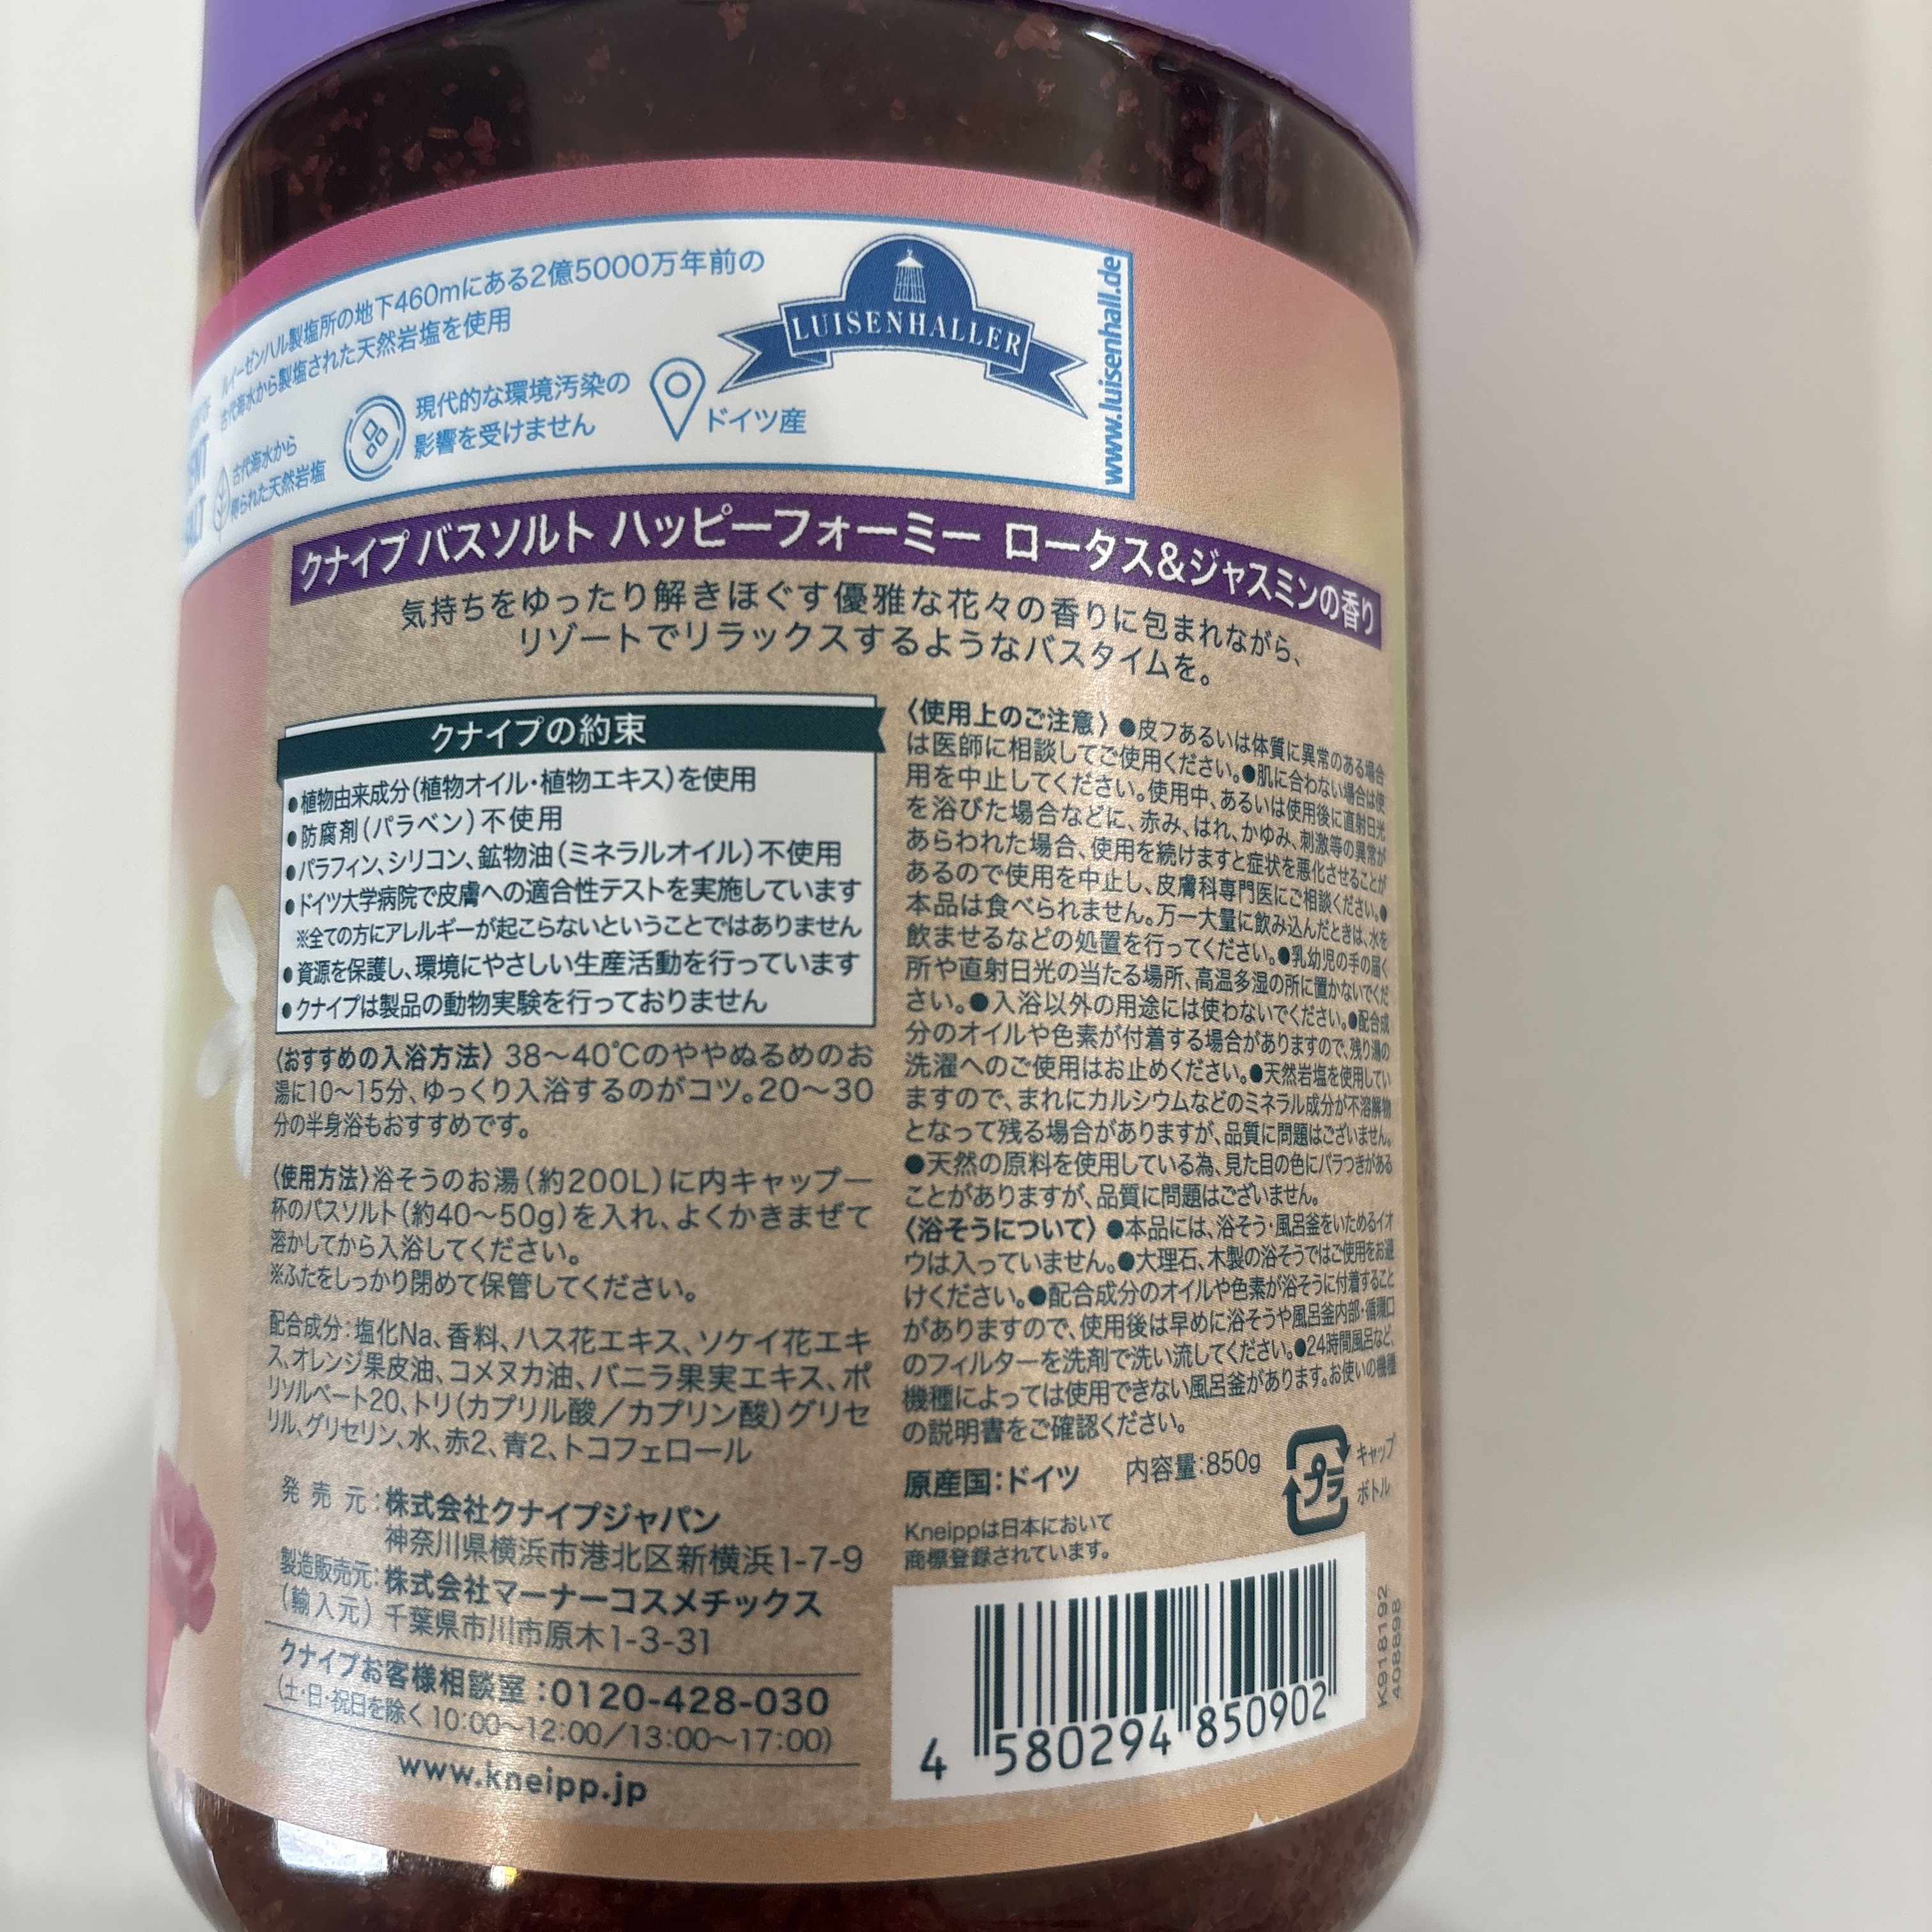 ルイーゼンハル製塩所の地下460mにある2億5000万年前の
古代海水から製塩された天然岩塩を使用
古代海水から
得られた天然岩塩
現代的な環境汚染の
影響を受けません
ドイツ産
LUISENHALLER
www.luisenhall.de
クナイプ バスソルト ハッピーフォーミー ロータス&ジャスミンの香り
気持ちをゆったり解きほぐす優雅な花々の香りに包まれながら、
リゾートでリラックスするようなバスタイムを。
クナイプの約束
●植物由来成分(植物オイル・植物エキス)を使用
●防腐剤(パラベン)不使用
●パラフィン、シリコン、鉱物油(ミネラルオイル)不使用
●ドイツ大学病院で皮膚への適合性テストを実施しています
※全ての方にアレルギーが起こらないということではありません
●資源を保護し、環境にやさしい生産活動を行っています
●クナイプは製品の動物実験を行っておりません
〈おすすめの入浴方法〉38〜40℃のややぬるめのお
湯に10〜15分、ゆっくり入浴するのがコツ。20〜30
分の半身浴もおすすめです。
〈使用方法〉浴そうのお湯(約200L)に内キャップ一
杯のバスソルト(約40〜50g)を入れ、よくかきまぜて
溶かしてから入浴してください。
※ふたをしっかり閉めて保管してください。
配合成分:塩化Na、香料、ハス花エキス、ソケイ花エキ
ス、オレンジ果皮油、コメヌカ油、バニラ果実エキス、ポ
リソルベート20、トリ(カプリル酸/カプリン酸)グリセ
リル、グリセリン、水、赤2、青2、トコフェロール
発売元:株式会社クナイプジャパン
神奈川県横浜市港北区新横浜1-7-9
製造販売元:株式会社マーナーコスメチックス
(輸入元) 千葉県市川市原木1-3-31
クナイプお客様相談室:0120-428-030
(土・日・祝日を除く10:00〜12:00/13:00〜17:00)
www.kneipp.jp
〈使用上のご注意〉●皮フあるいは体質に異常のある場合
は医師に相談してご使用ください。●肌に合わない場合は使
用を中止してください。使用中、あるいは使用後に直射日光
を浴びた場合などに、赤み、はれ、かゆみ、刺激等の異常が
あらわれた場合、使用を続けますと症状を悪化させることが
あるので使用を中止し、皮膚科専門医にご相談ください。●
本品は食べられません。万一大量に飲み込んだときは、水を
飲ませるなどの処置を行ってください。●乳幼児の手の届く
所や直射日光の当たる場所、高温多湿の所に置かないでくだ
さい。●入浴以外の用途には使わないでください。●配合成
分のオイルや色素が付着する場合がありますので、残り湯の
洗濯へのご使用はお止めください。●天然岩塩を使用してい
ますので、まれにカルシウムなどのミネラル成分が不溶解物
となって残る場合がありますが、品質に問題はございません。
●天然の原料を使用している為、見た目の色にバラつきがある
ことがありますが、品質に問題はございません。
〈浴そうについて〉●本品には、浴そう・風呂釜をいためるイオ
ウは入っていません。●大理石、木製の浴そうではご使用をお避
けください。●配合成分のオイルや色素が浴そうに付着すること
がありますので、使用後は早めに浴そうや風呂釜内部・循環口
のフィルターを洗剤で洗い流してください。●24時間風呂など、
機種によっては使用できない風呂釜があります。お使いの機種
の説明書をご確認ください。
原産国:ドイツ 内容量:850g
プラ
キャップ
ボトル
Kneippは日本において
商標登録されています。
4 580294 850902
K918192
408898